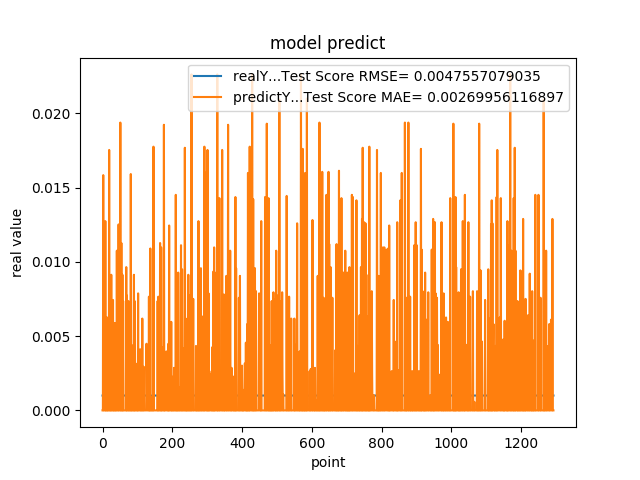 model predict
realY...Test Score RMSE= 0.0047557079035
predictY...Test Score MAE= 0.00269956116897
0.020
0.015
0.010
0.005
0.000
real value
0 200 400 600 800 1000 1200
point